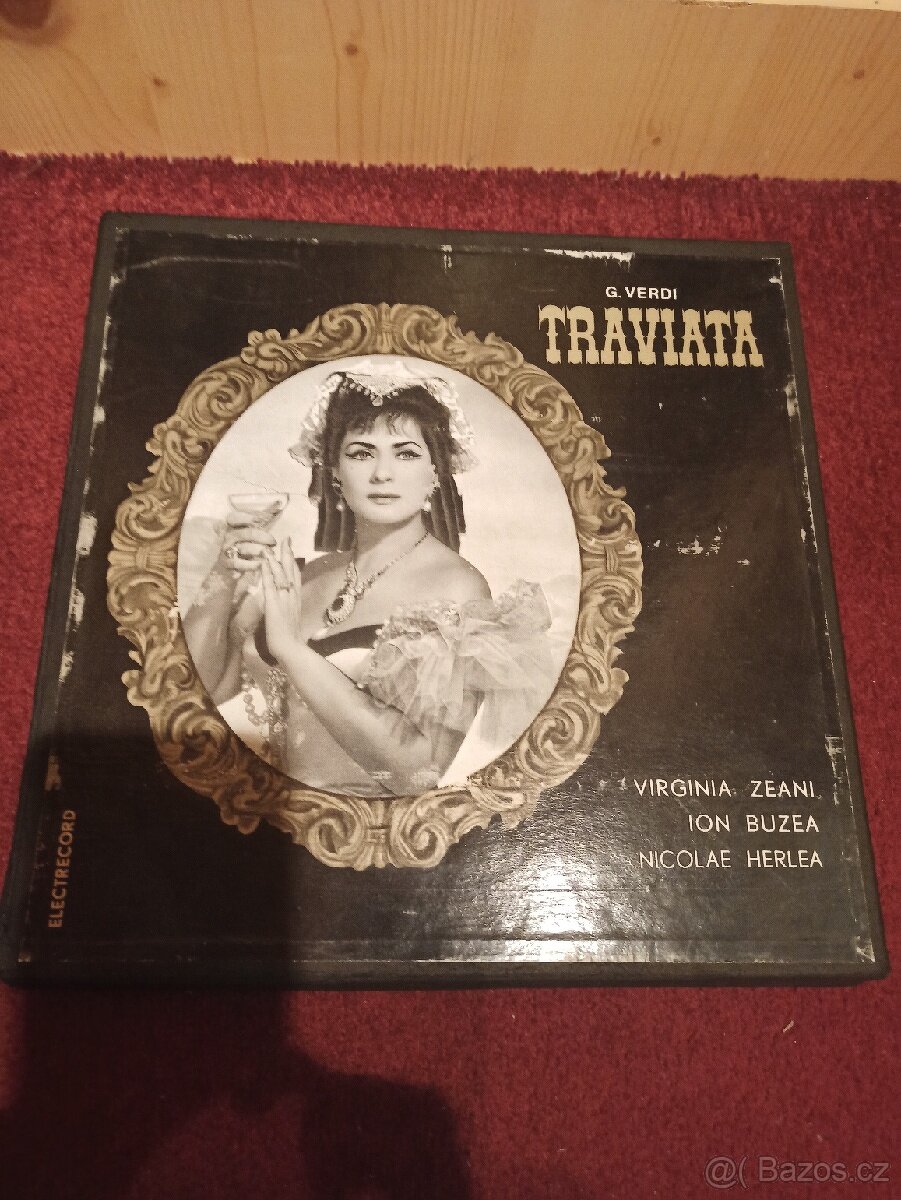 G. VERDI
TRAVIATA
VIRGINIA ZEANI
ION BUZEA
NICOLAE HERLEA
ELECTRECORD
@( Bazos.cz